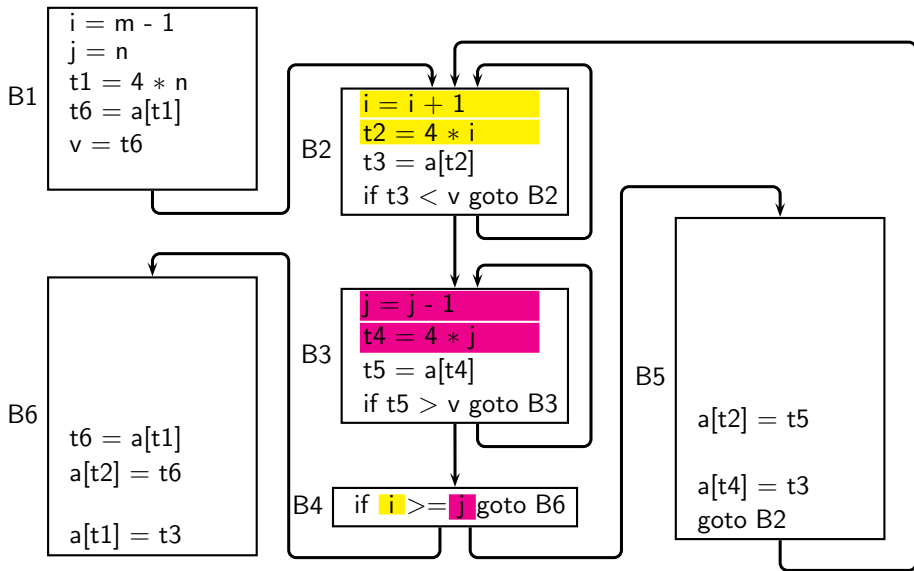 B1
i = m - 1
j = n
t1 = 4 * n
t6 = a[t1]
v = t6
B2
i = i + 1
t2 = 4 * i
t3 = a[t2]
if t3 < v goto B2
B3
j = j - 1
t4 = 4 * j
t5 = a[t4]
if t5 > v goto B3
B4
if i >= j goto B6
B5
a[t2] = t5
a[t4] = t3
goto B2
B6
t6 = a[t1]
a[t2] = t6
a[t1] = t3